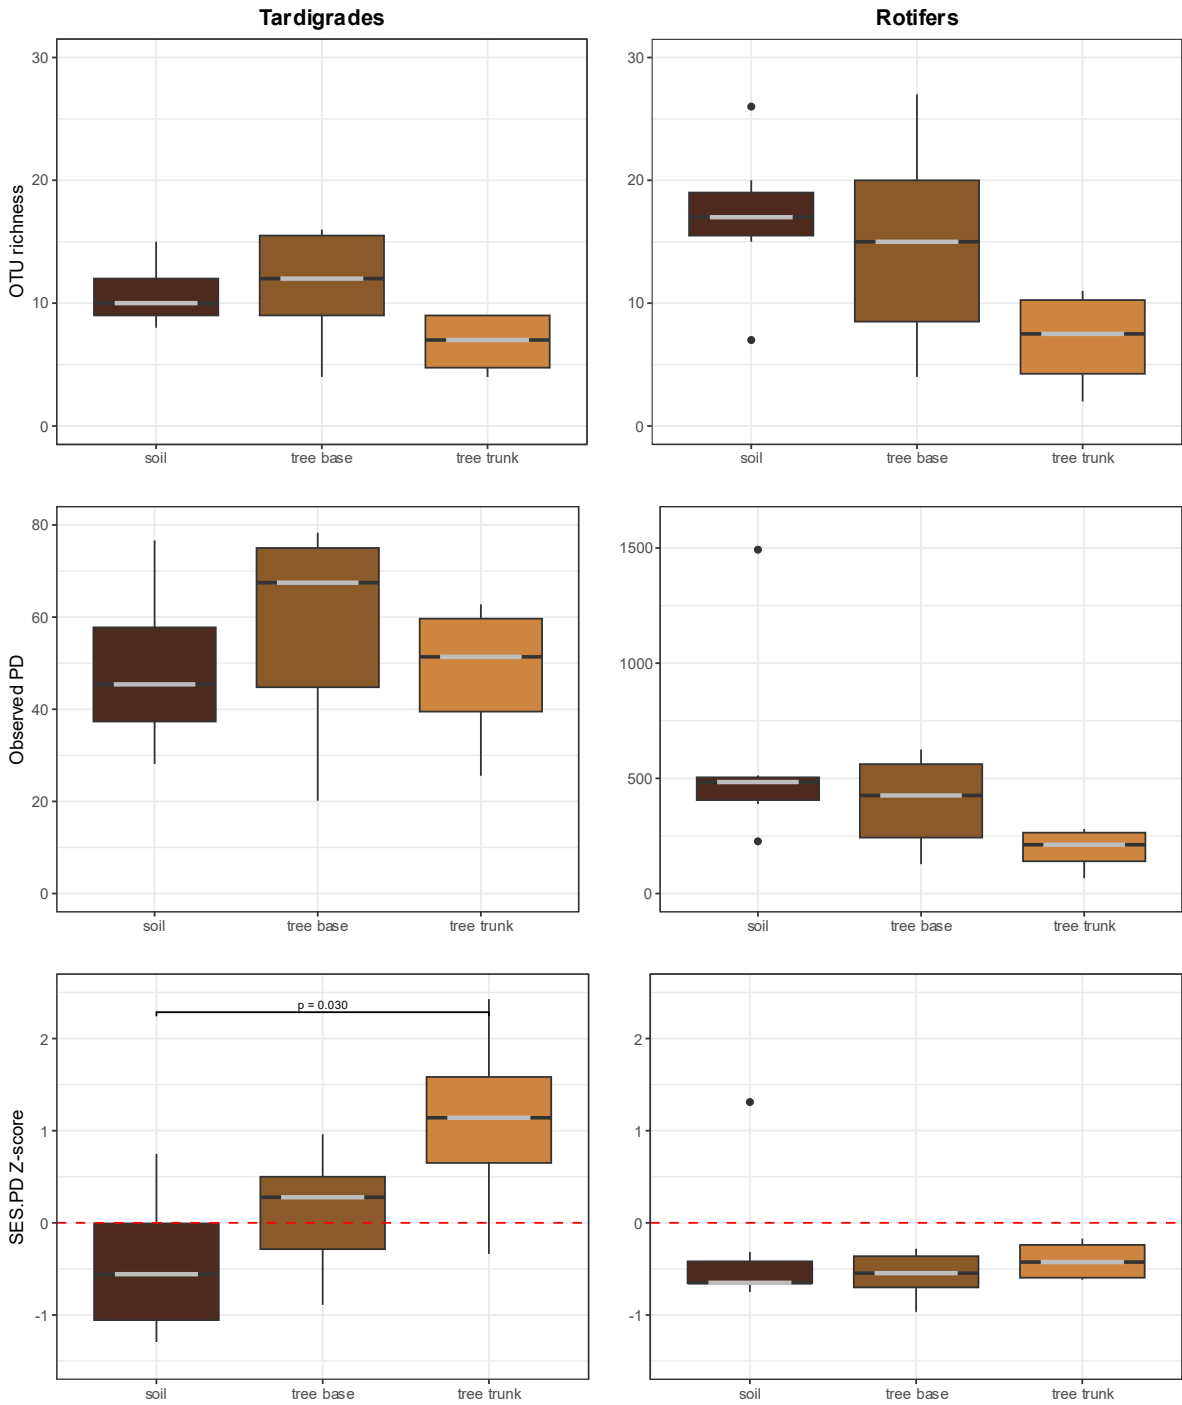 Tardigrades
Rotifers
OTU richness
30
20
10
0
soil
tree base
tree trunk
30
20
10
0
soil
tree base
tree trunk
Observed PD
80
60
40
20
0
soil
tree base
tree trunk
1500
1000
500
0
soil
tree base
tree trunk
SES.PD Z-score
p = 0.030
2
1
0
-1
soil
tree base
tree trunk
2
1
0
-1
soil
tree base
tree trunk